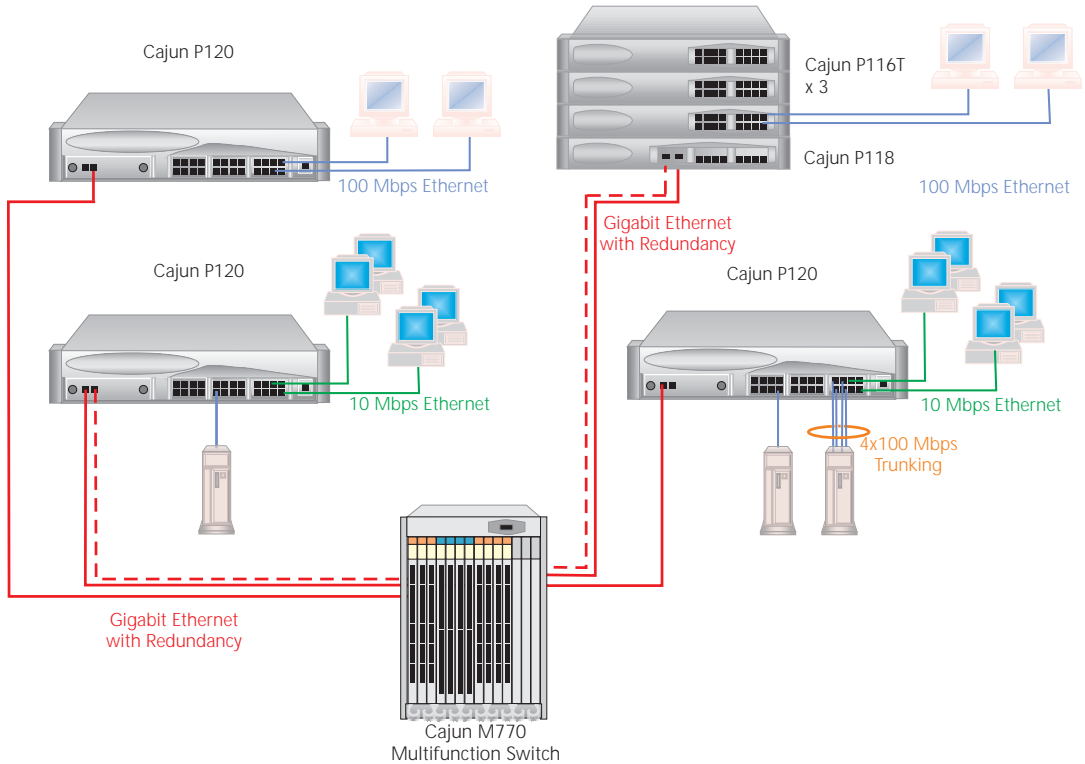 Cajun P120
100 Mbps Ethernet
Cajun P116T
x 3
Cajun P118
100 Mbps Ethernet
Gigabit Ethernet
with Redundancy
Cajun P120
10 Mbps Ethernet
Cajun P120
10 Mbps Ethernet
4x100 Mbps
Trunking
Gigabit Ethernet
with Redundancy
Cajun M770
Multifunction Switch